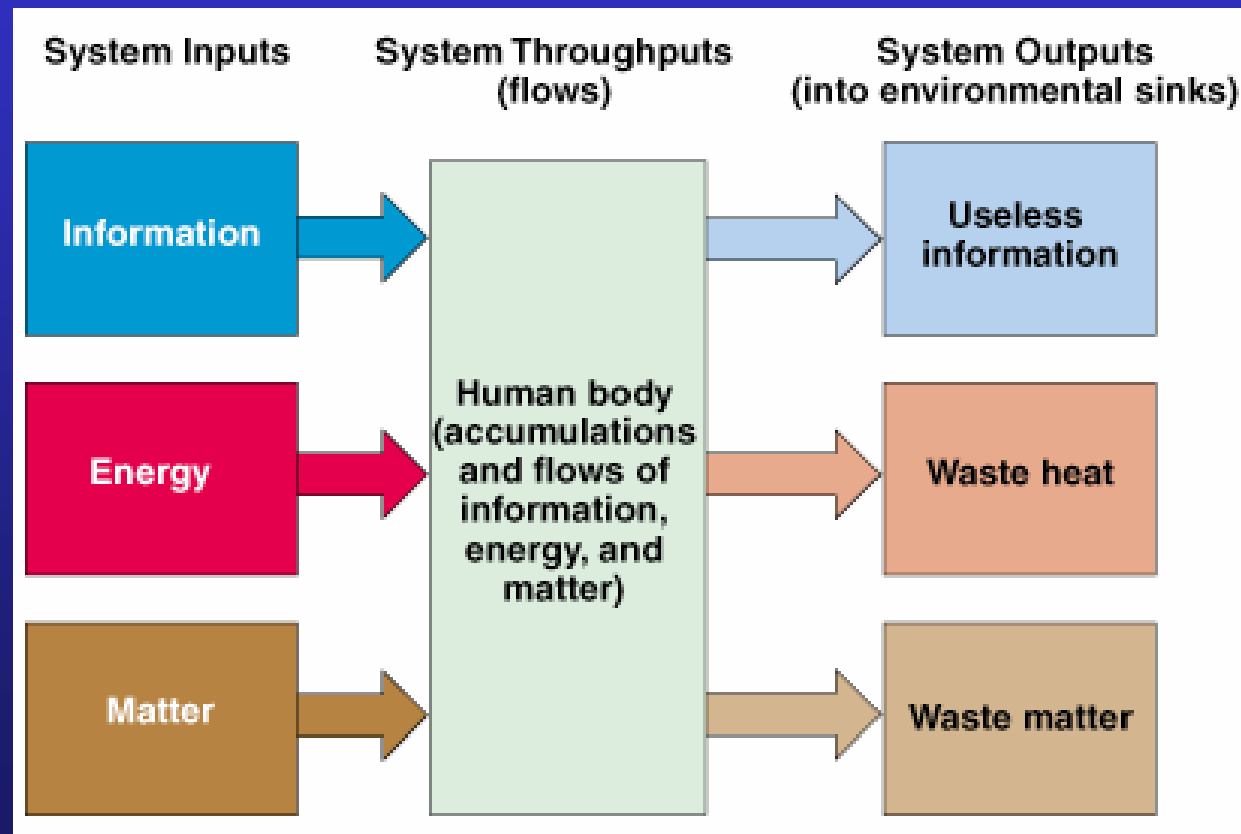 System Inputs
System Throughputs
(flows)
System Outputs
(into environmental sinks)
Information
Human body
(accumulations
and flows of
information,
energy, and
matter)
Useless
information
Energy
Waste heat
Matter
Waste matter